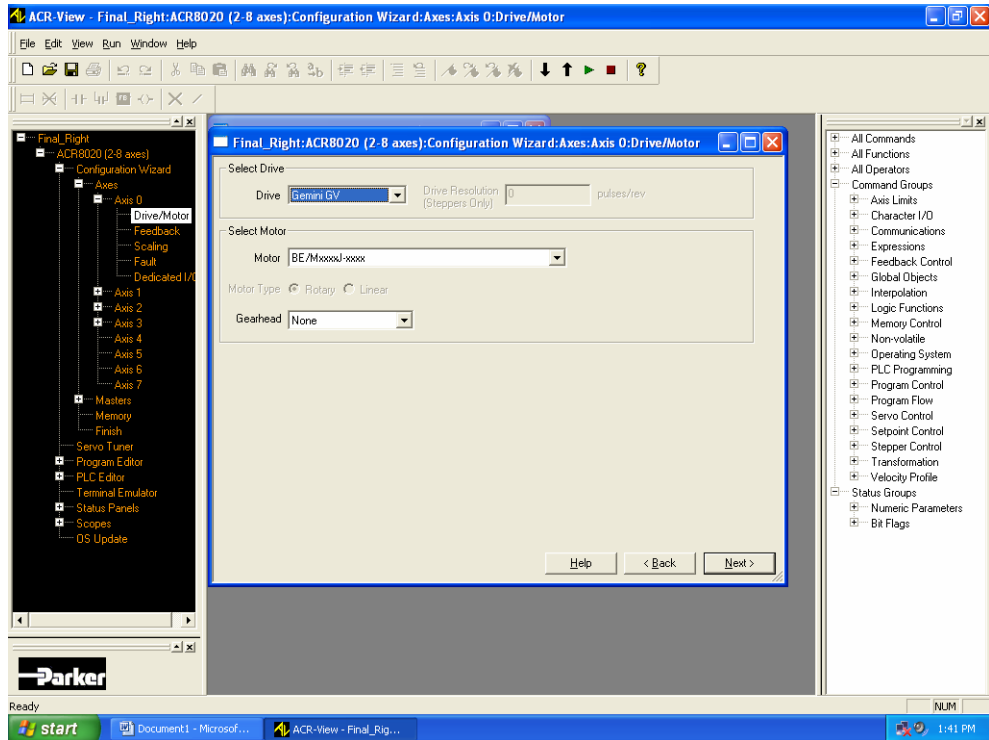 ACR-View - Final_Right:ACR8020 (2-8 axes):Configuration Wizard:Axes:Axis 0:Drive/Motor
File Edit View Run Window Help
Final_Right
ACR8020 (2-8 axes)
Configuration Wizard
Axes
Axis 0
Drive/Motor
Feedback
Scaling
Fault
Dedicated I/O
Axis 1
Axis 2
Axis 3
Axis 4
Axis 5
Axis 6
Axis 7
Masters
Memory
Finish
Servo Tuner
Program Editor
PLC Editor
Terminal Emulator
Status Panels
Scopes
OS Update
Parker
Final_Right:ACR8020 (2-8 axes):Configuration Wizard:Axes:Axis 0:Drive/Motor
Select Drive
Drive Gemini GV Drive Resolution (Steppers Only) 0 pulses/rev
Select Motor
Motor BE/MxxxxJ-xxxx
Motor Type Rotary Linear
Gearhead None
Help < Back Next >
All Commands
All Functions
All Operators
Command Groups
Axis Limits
Character I/O
Communications
Expressions
Feedback Control
Global Objects
Interpolation
Logic Functions
Memory Control
Non-volatile
Operating System
PLC Programming
Program Control
Program Flow
Servo Control
Setpoint Control
Stepper Control
Transformation
Velocity Profile
Status Groups
Numeric Parameters
Bit Flags
Ready NUM
start Document1 - Microsof... ACR-View - Final_Rig... 1:41 PM